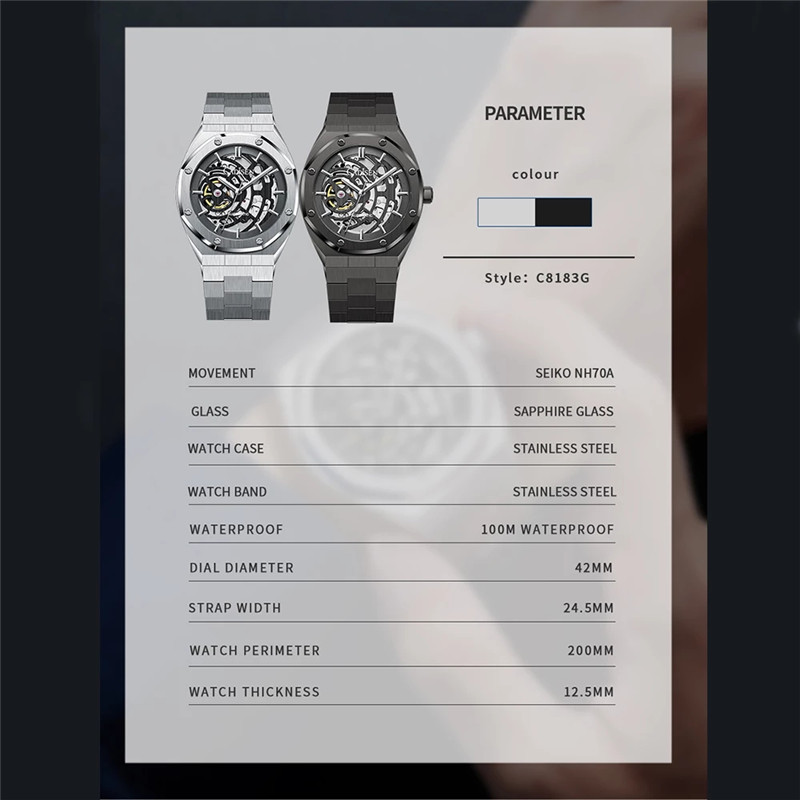 PARAMETER
colour
Style: C8183G
MOVEMENT SEIKO NH70A
GLASS SAPPHIRE GLASS
WATCH CASE STAINLESS STEEL
WATCH BAND STAINLESS STEEL
WATERPROOF 100M WATERPROOF
DIAL DIAMETER 42MM
STRAP WIDTH 24.5MM
WATCH PERIMETER 200MM
WATCH THICKNESS 12.5MM